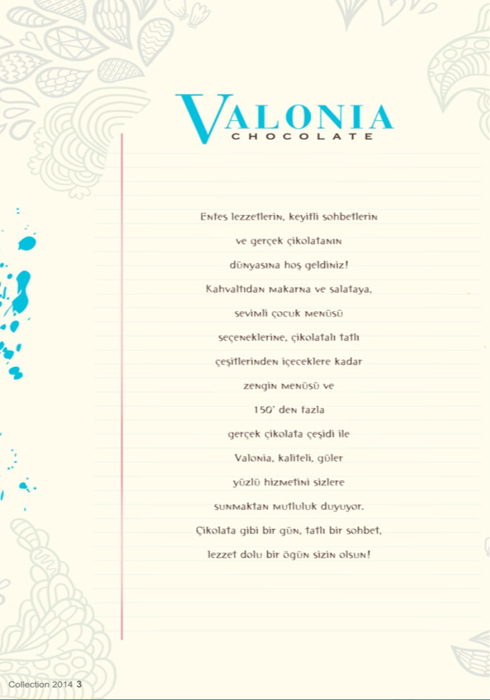 VALONIA
CHOCOLATE
Enfes lezzetlerin, keyifli sohbetlerin
ve gerçek çikolatanın
dünyasına hoş geldiniz!
Kahvaltıdan makarna ve salataya,
sevimli çocuk menüsü
seçeneklerine, çikolatalı tatlı
çeşitlerinden içeceklere kadar
zengin menüsü ve
150' den fazla
gerçek çikolata çeşidi ile
Valonia, kaliteli, güler
yüzlü hizmetini sizlere
sunmaktan mutluluk duyuyor.
Çikolata gibi bir gün, tatlı bir sohbet,
lezzet dolu bir öğün sizin olsun!
Collection 2014 3